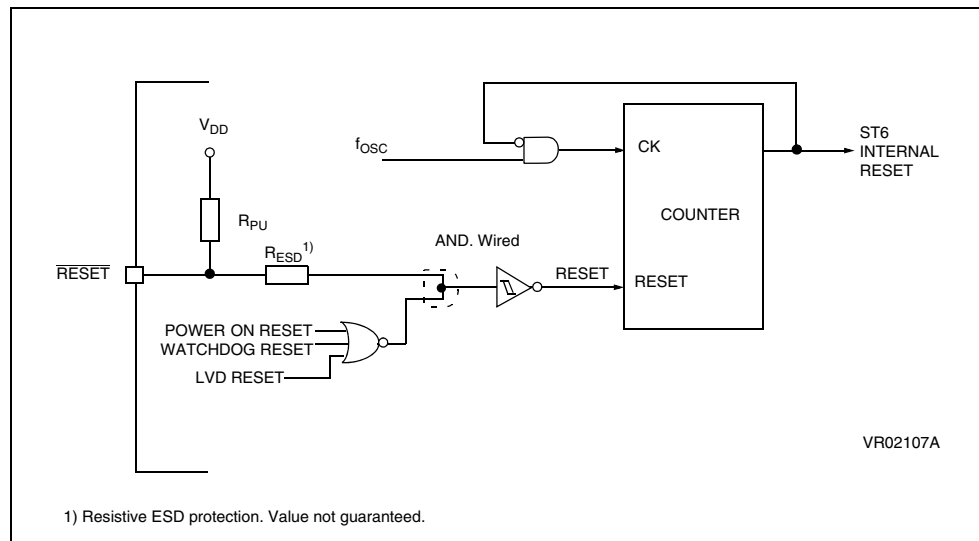 V_DD
f_OSC
CK
ST6
INTERNAL
RESET
COUNTER
R_PU
AND. Wired
R_ESD 1)
RESET
RESET
RESET
POWER ON RESET
WATCHDOG RESET
LVD RESET
VR02107A
1) Resistive ESD protection. Value not guaranteed.